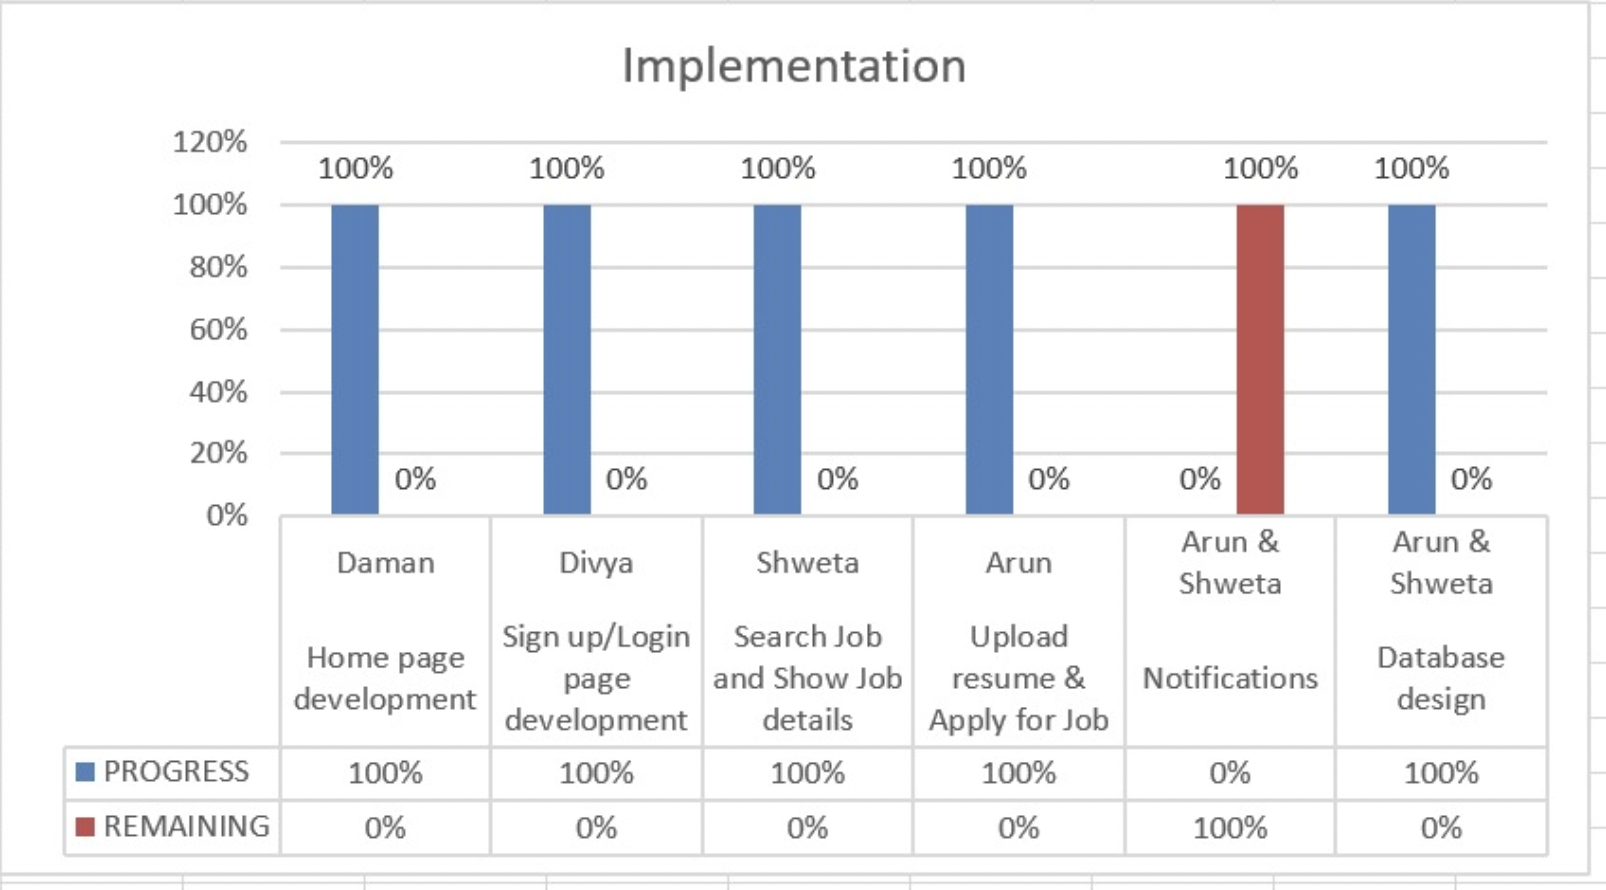 Implementation
120%
100% 100% 100% 100% 100% 100%
100%
80%
60%
40%
20%
0% 0% 0% 0% 0% 0%
0%
Daman Divya Shweta Arun Arun & Shweta Arun & Shweta
Home page development
Sign up/Login page development
Search Job and Show Job details
Upload resume & Apply for Job
Notifications
Database design
PROGRESS 100% 100% 100% 100% 0% 100%
REMAINING 0% 0% 0% 0% 100% 0%